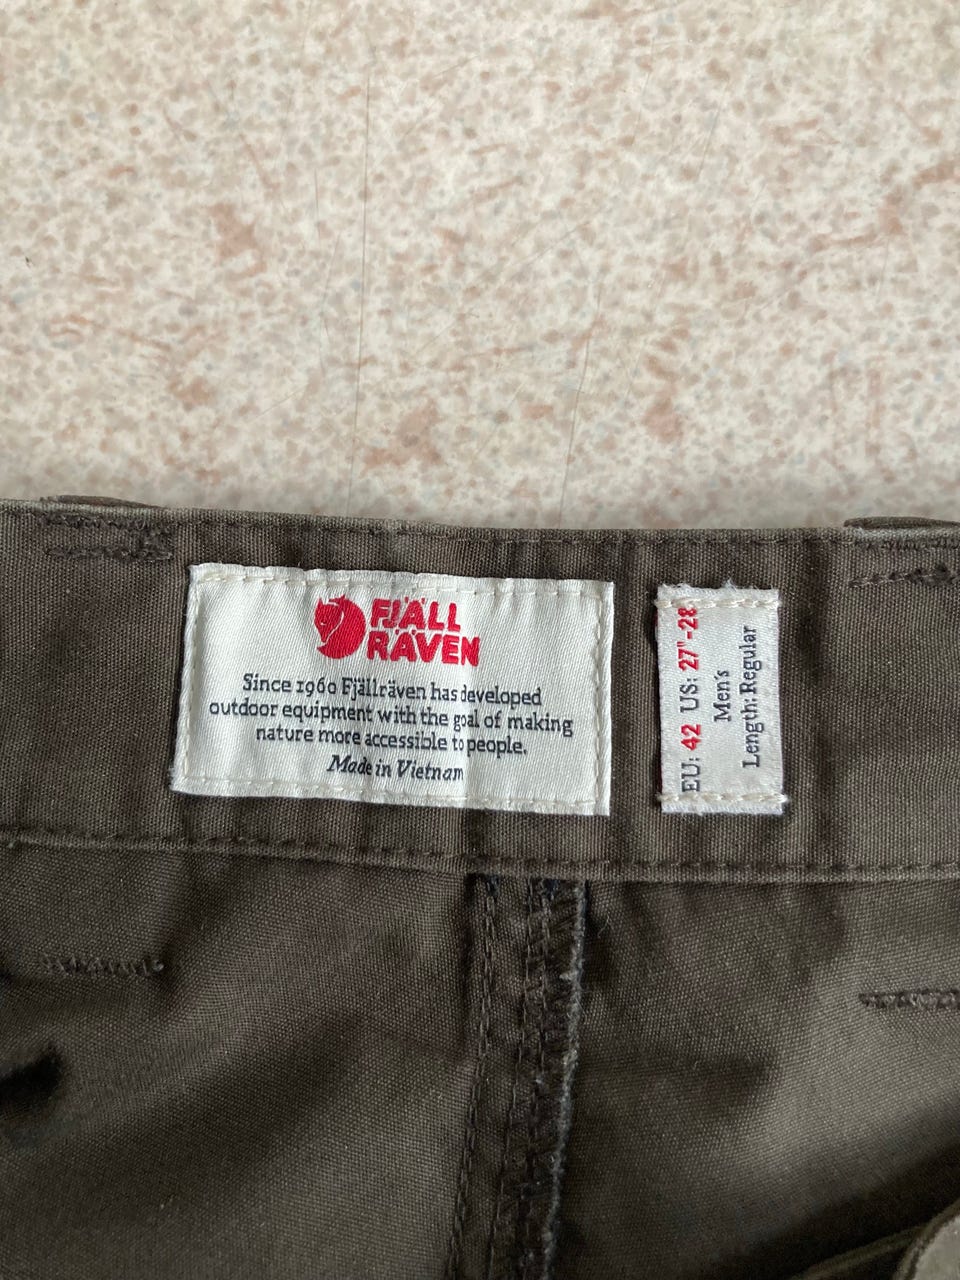 FJÄLL
RÄVEN
Since 1960 Fjällräven has developed
outdoor equipment with the goal of making
nature more accessible to people.
Made in Vietnam
EU: 42 US: 27"-28
Men's
Length: Regular